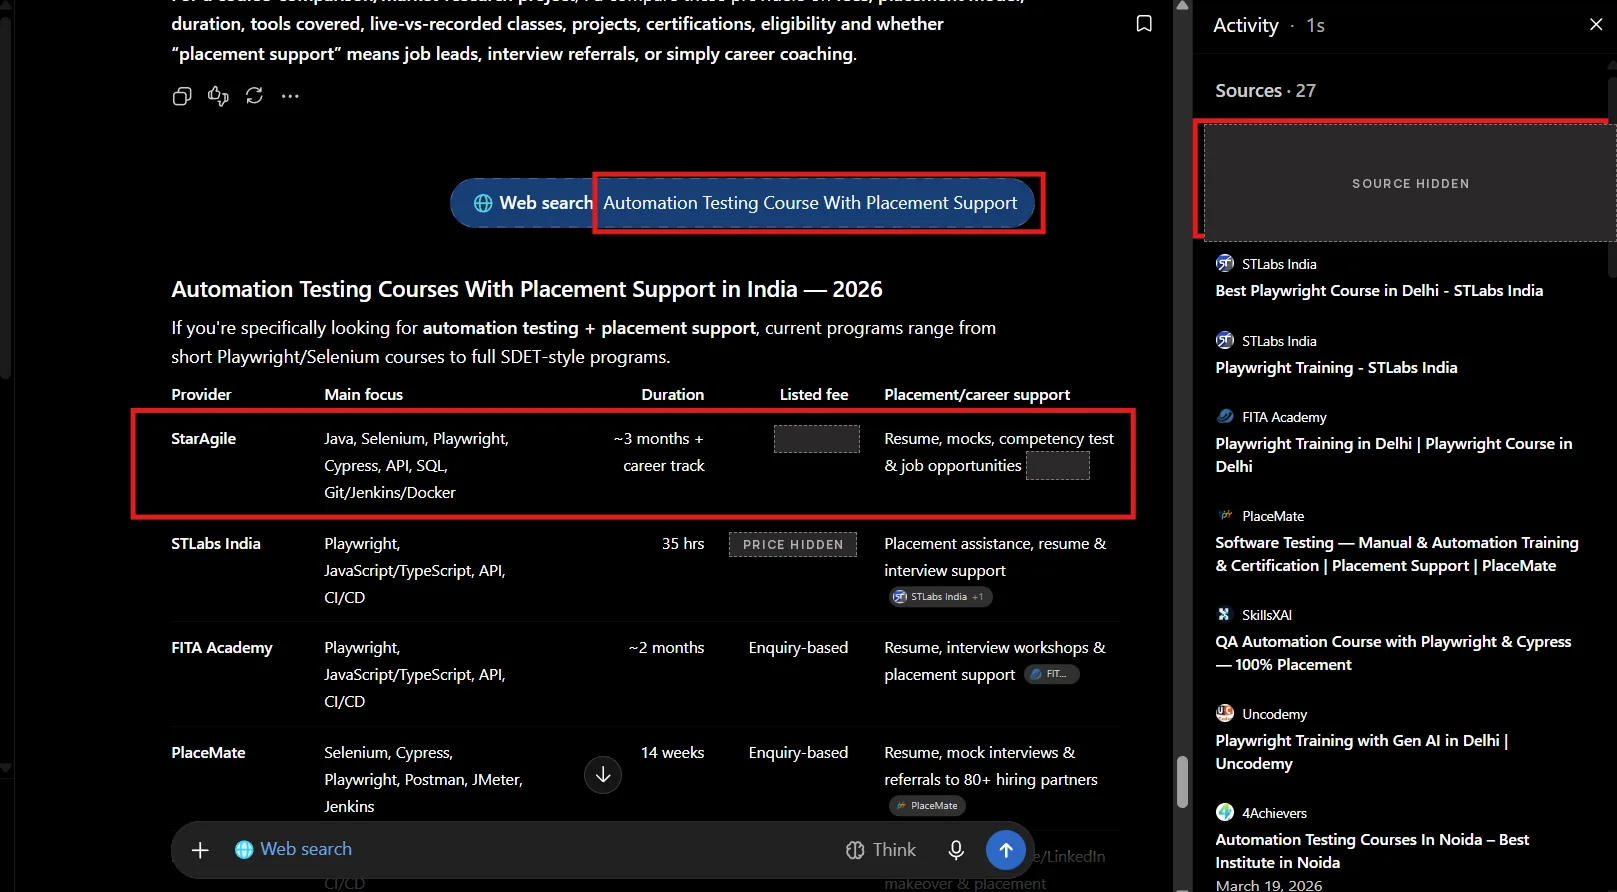 duration, tools covered, live-vs-recorded classes, projects, certifications, eligibility and whether
“placement support” means job leads, interview referrals, or simply career coaching.
Web search Automation Testing Course With Placement Support
Automation Testing Courses With Placement Support in India — 2026
If you're specifically looking for automation testing + placement support, current programs range from
short Playwright/Selenium courses to full SDET-style programs.
Provider Main focus Duration Listed fee Placement/career support
StarAgile Java, Selenium, Playwright, ~3 months + Resume, mocks, competency test
Cypress, API, SQL, career track & job opportunities
Git/Jenkins/Docker
STLabs India Playwright, 35 hrs PRICE HIDDEN Placement assistance, resume &
JavaScript/TypeScript, API, interview support
CI/CD STLabs India +1
FITA Academy Playwright, ~2 months Enquiry-based Resume, interview workshops &
JavaScript/TypeScript, API, placement support FIT...
CI/CD
PlaceMate Selenium, Cypress, 14 weeks Enquiry-based Resume, mock interviews &
Playwright, Postman, JMeter, referrals to 80+ hiring partners
Jenkins PlaceMate
Web search Think e/LinkedIn
CI/CD makeover & placement
Activity · 1s
Sources · 27
SOURCE HIDDEN
STLabs India
Best Playwright Course in Delhi - STLabs India
STLabs India
Playwright Training - STLabs India
FITA Academy
Playwright Training in Delhi | Playwright Course in
Delhi
PlaceMate
Software Testing — Manual & Automation Training
& Certification | Placement Support | PlaceMate
SkillsXAI
QA Automation Course with Playwright & Cypress
— 100% Placement
Uncodemy
Playwright Training with Gen AI in Delhi |
Uncodemy
4Achievers
Automation Testing Courses In Noida – Best
Institute in Noida
March 19, 2026